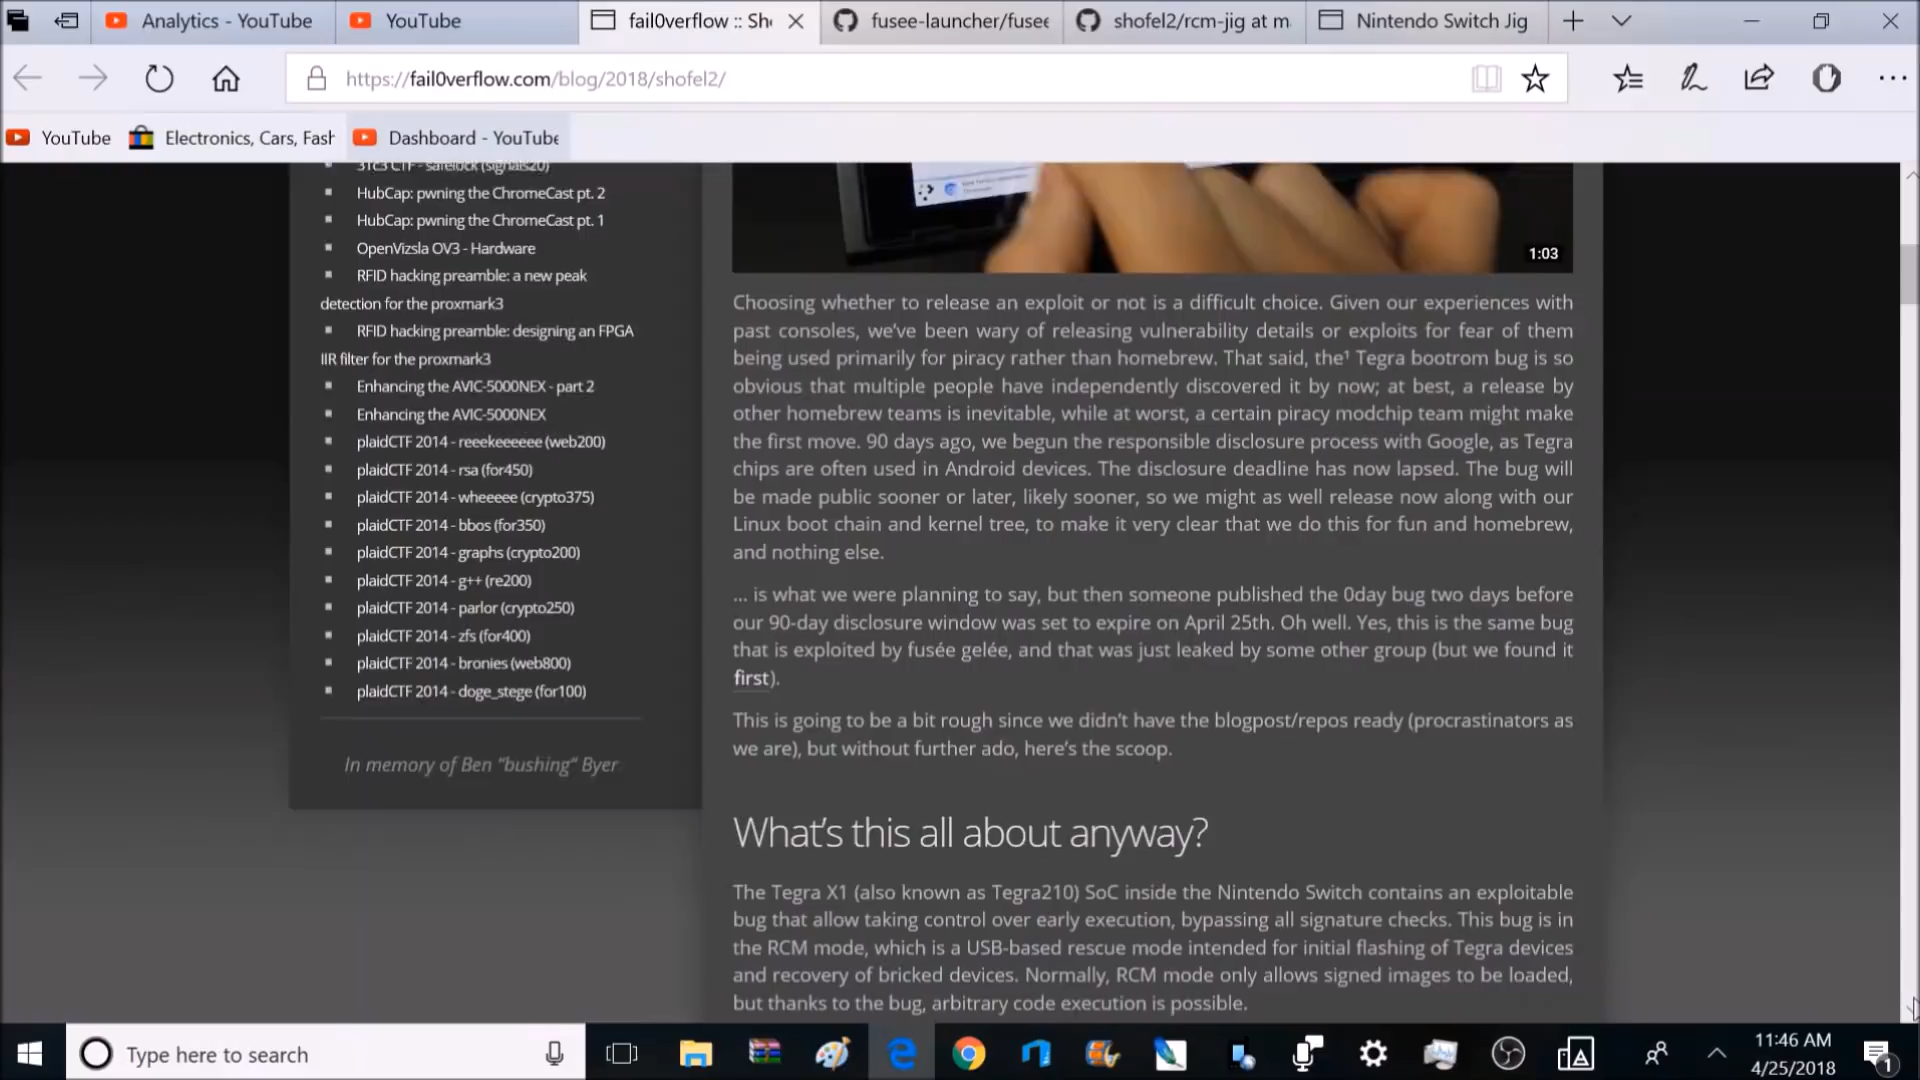 Analytics - YouTube
YouTube
fail0verflow :: Sh
fusee-launcher/fusee
shofel2/rcm-jig at m
Nintendo Switch Jig
https://fail0verflow.com/blog/2018/shofel2/
YouTube
Electronics, Cars, Fash
Dashboard - YouTube
31c3 CTF - safelock (signals20)
HubCap: pwning the ChromeCast pt. 2
HubCap: pwning the ChromeCast pt. 1
OpenVizsla OV3 - Hardware
RFID hacking preamble: a new peak
detection for the proxmark3
RFID hacking preamble: designing an FPGA
IIR filter for the proxmark3
Enhancing the AVIC-5000NEX - part 2
Enhancing the AVIC-5000NEX
plaidCTF 2014 - reeekeeeeee (web200)
plaidCTF 2014 - rsa (for450)
plaidCTF 2014 - wheeeee (crypto375)
plaidCTF 2014 - bbos (for350)
plaidCTF 2014 - graphs (crypto200)
plaidCTF 2014 - g++ (re200)
plaidCTF 2014 - parlor (crypto250)
plaidCTF 2014 - zfs (for400)
plaidCTF 2014 - bronies (web800)
plaidCTF 2014 - doge_stege (for100)
In memory of Ben “bushing” Byer
1:03
Choosing whether to release an exploit or not is a difficult choice. Given our experiences with
past consoles, we’ve been wary of releasing vulnerability details or exploits for fear of them
being used primarily for piracy rather than homebrew. That said, the¹ Tegra bootrom bug is so
obvious that multiple people have independently discovered it by now; at best, a release by
other homebrew teams is inevitable, while at worst, a certain piracy modchip team might make
the first move. 90 days ago, we begun the responsible disclosure process with Google, as Tegra
chips are often used in Android devices. The disclosure deadline has now lapsed. The bug will
be made public sooner or later, likely sooner, so we might as well release now along with our
Linux boot chain and kernel tree, to make it very clear that we do this for fun and homebrew,
and nothing else.
… is what we were planning to say, but then someone published the 0day bug two days before
our 90-day disclosure window was set to expire on April 25th. Oh well. Yes, this is the same bug
that is exploited by fusée gelée, and that was just leaked by some other group (but we found it
first).
This is going to be a bit rough since we didn’t have the blogpost/repos ready (procrastinators as
we are), but without further ado, here’s the scoop.
What’s this all about anyway?
The Tegra X1 (also known as Tegra210) SoC inside the Nintendo Switch contains an exploitable
bug that allow taking control over early execution, bypassing all signature checks. This bug is in
the RCM mode, which is a USB-based rescue mode intended for initial flashing of Tegra devices
and recovery of bricked devices. Normally, RCM mode only allows signed images to be loaded,
but thanks to the bug, arbitrary code execution is possible.
Type here to search
11:46 AM
4/25/2018
1